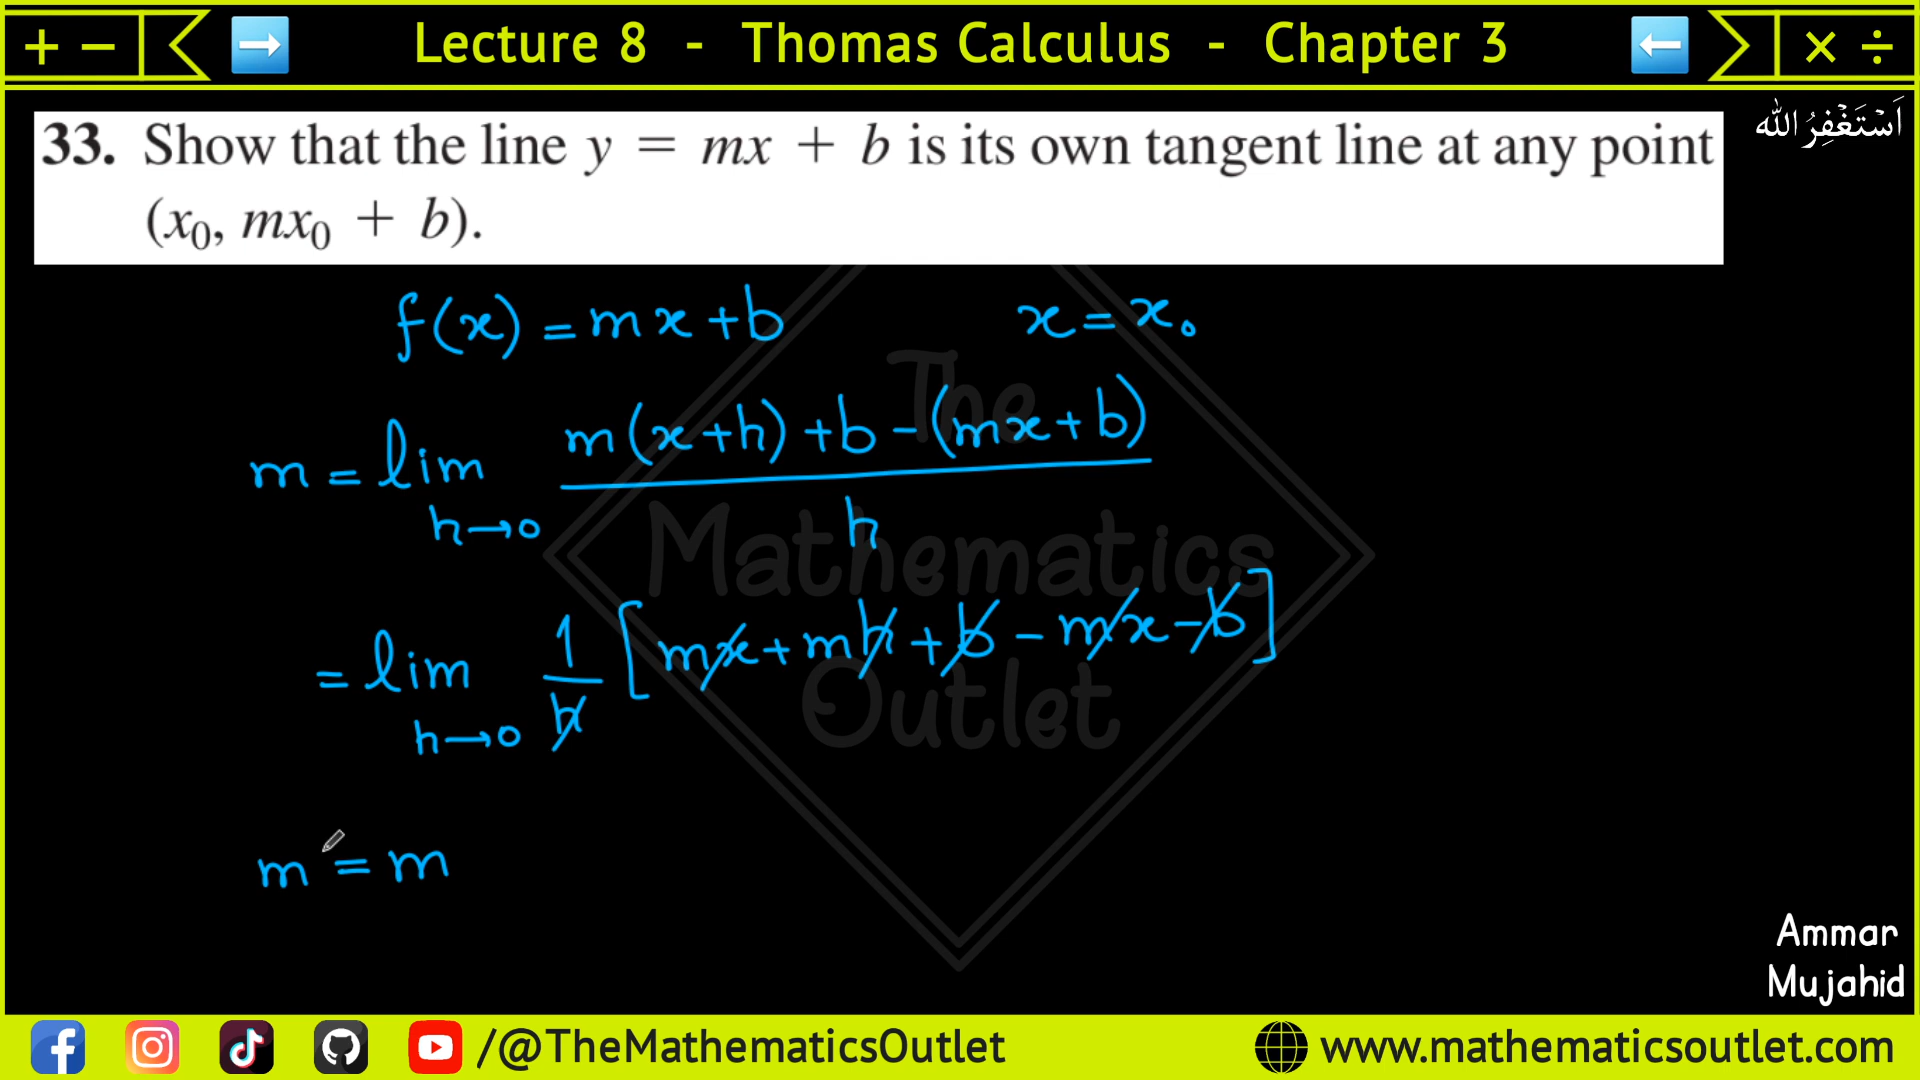 + − Lecture 8 - Thomas Calculus - Chapter 3 × ÷
اَسْتَغْفِرُ اللّٰه
33. Show that the line y = mx + b is its own tangent line at any point
(x₀, mx₀ + b).
f(x) = mx + b x = x₀
m = lim h→0 m(x+h) + b − (mx + b) / h
= lim h→0 1/h [mx + mh + b − mx − b]
m = m
The
Mathematics
Outlet
Ammar
Mujahid
/@TheMathematicsOutlet www.mathematicsoutlet.com